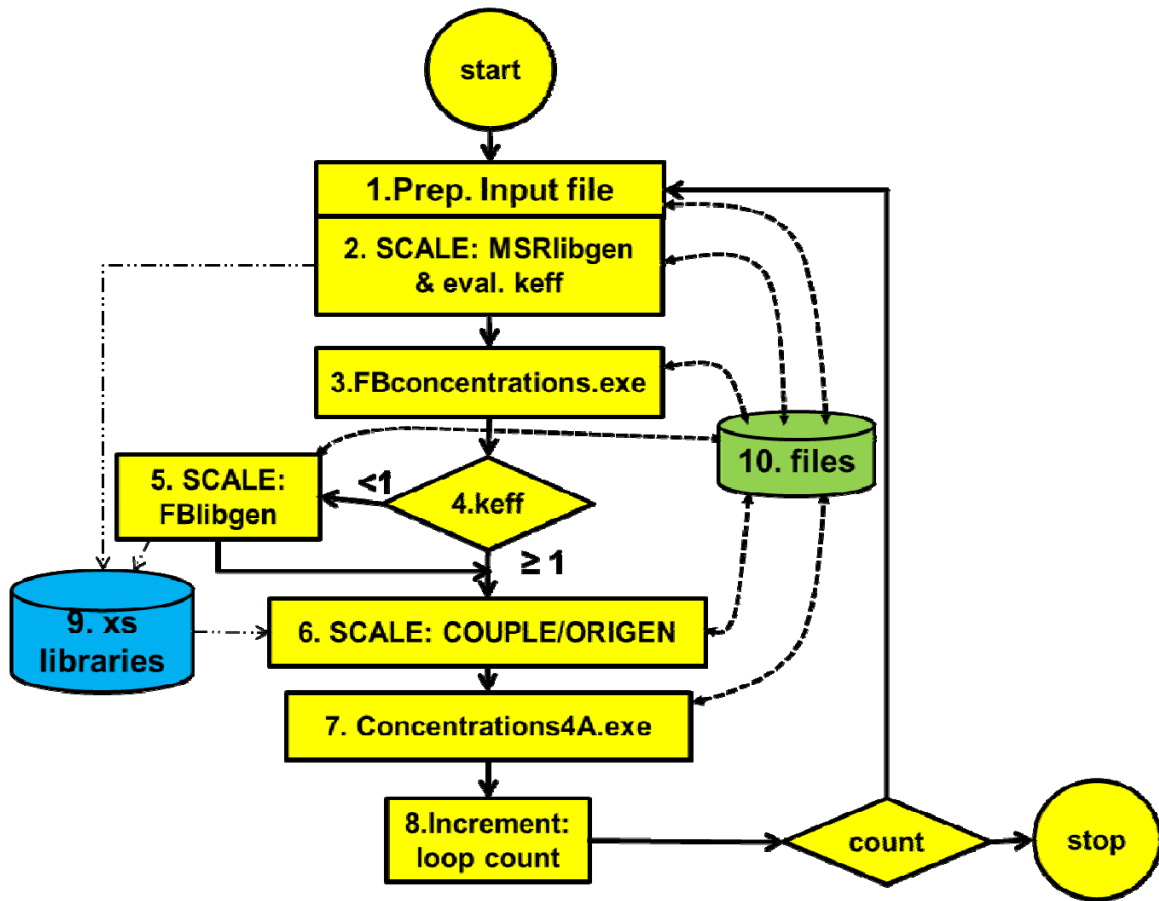 start
1.Prep. Input file
2. SCALE: MSRlibgen
& eval. keff
3.FBconcentrations.exe
10. files
5. SCALE:
FBlibgen
<1
4.keff
≥ 1
9. xs
libraries
6. SCALE: COUPLE/ORIGEN
7. Concentrations4A.exe
8.Increment:
loop count
count
stop